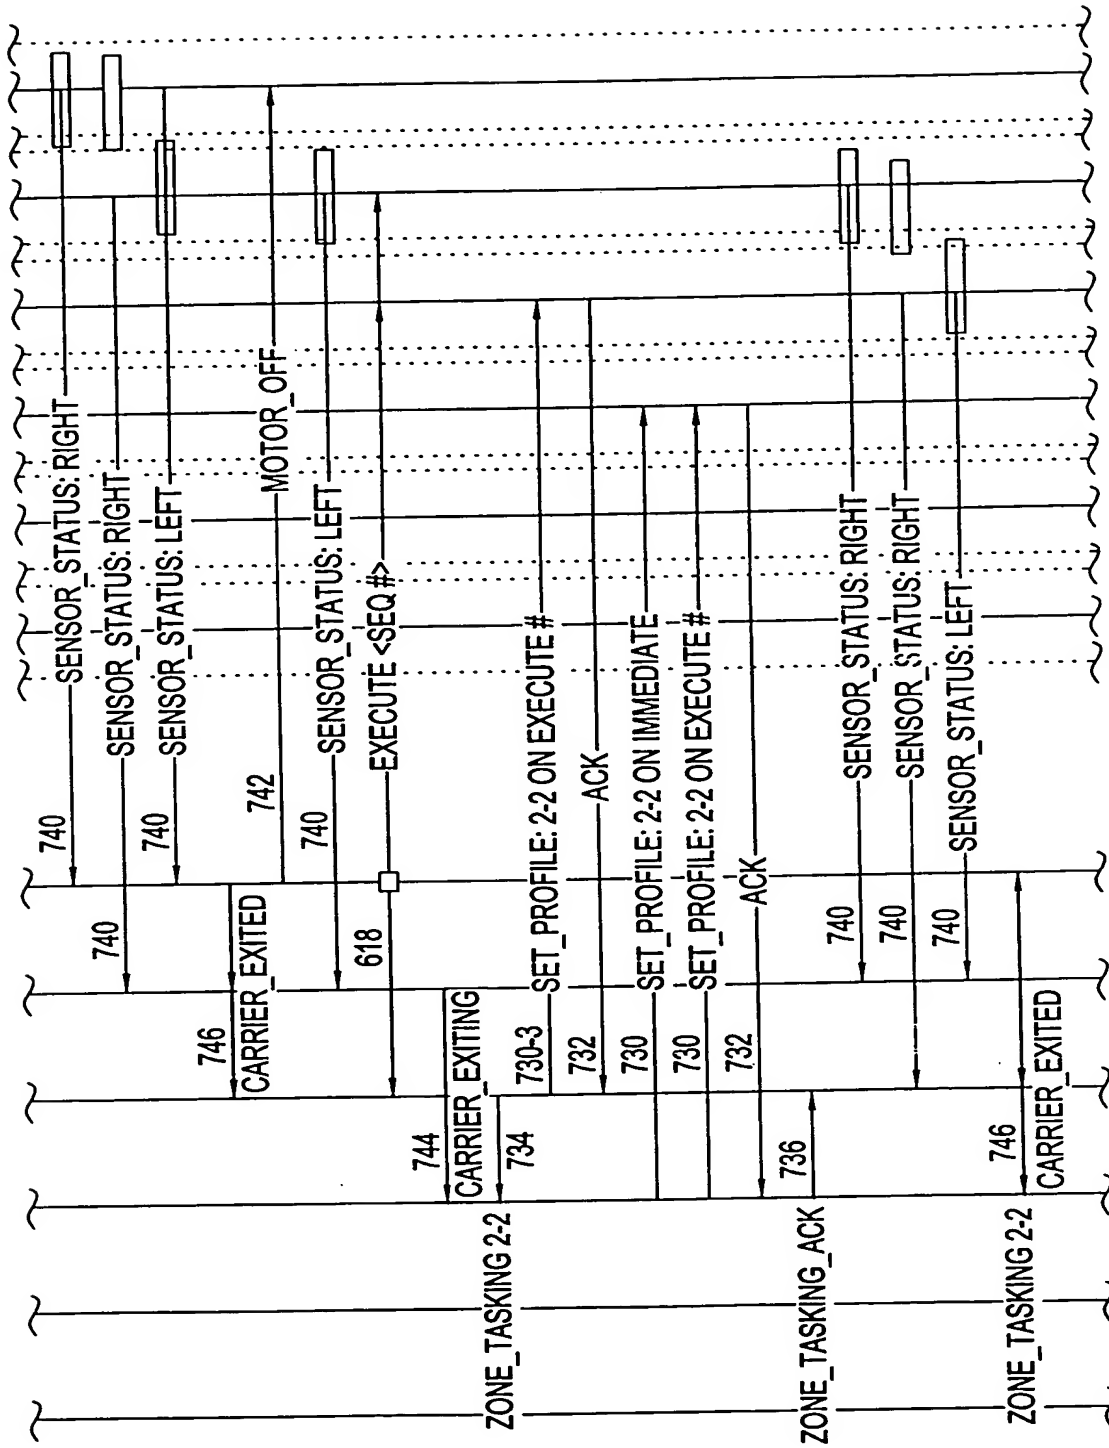 SENSOR_STATUS: RIGHT
740
SENSOR_STATUS: RIGHT
740
SENSOR_STATUS: LEFT
740
746
CARRIER_EXITED
MOTOR_OFF
742
SENSOR_STATUS: LEFT
740
EXECUTE <SEQ #>
618
744
CARRIER_EXITING
734
ZONE_TASKING 2-2
SET_PROFILE: 2-2 ON EXECUTE #
730-3
ACK
732
SET_PROFILE: 2-2 ON IMMEDIATE
730
SET_PROFILE: 2-2 ON EXECUTE #
730
ACK
732
736
ZONE_TASKING_ACK
SENSOR_STATUS: RIGHT
740
SENSOR_STATUS: RIGHT
740
SENSOR_STATUS: LEFT
740
746
CARRIER_EXITED
ZONE_TASKING 2-2